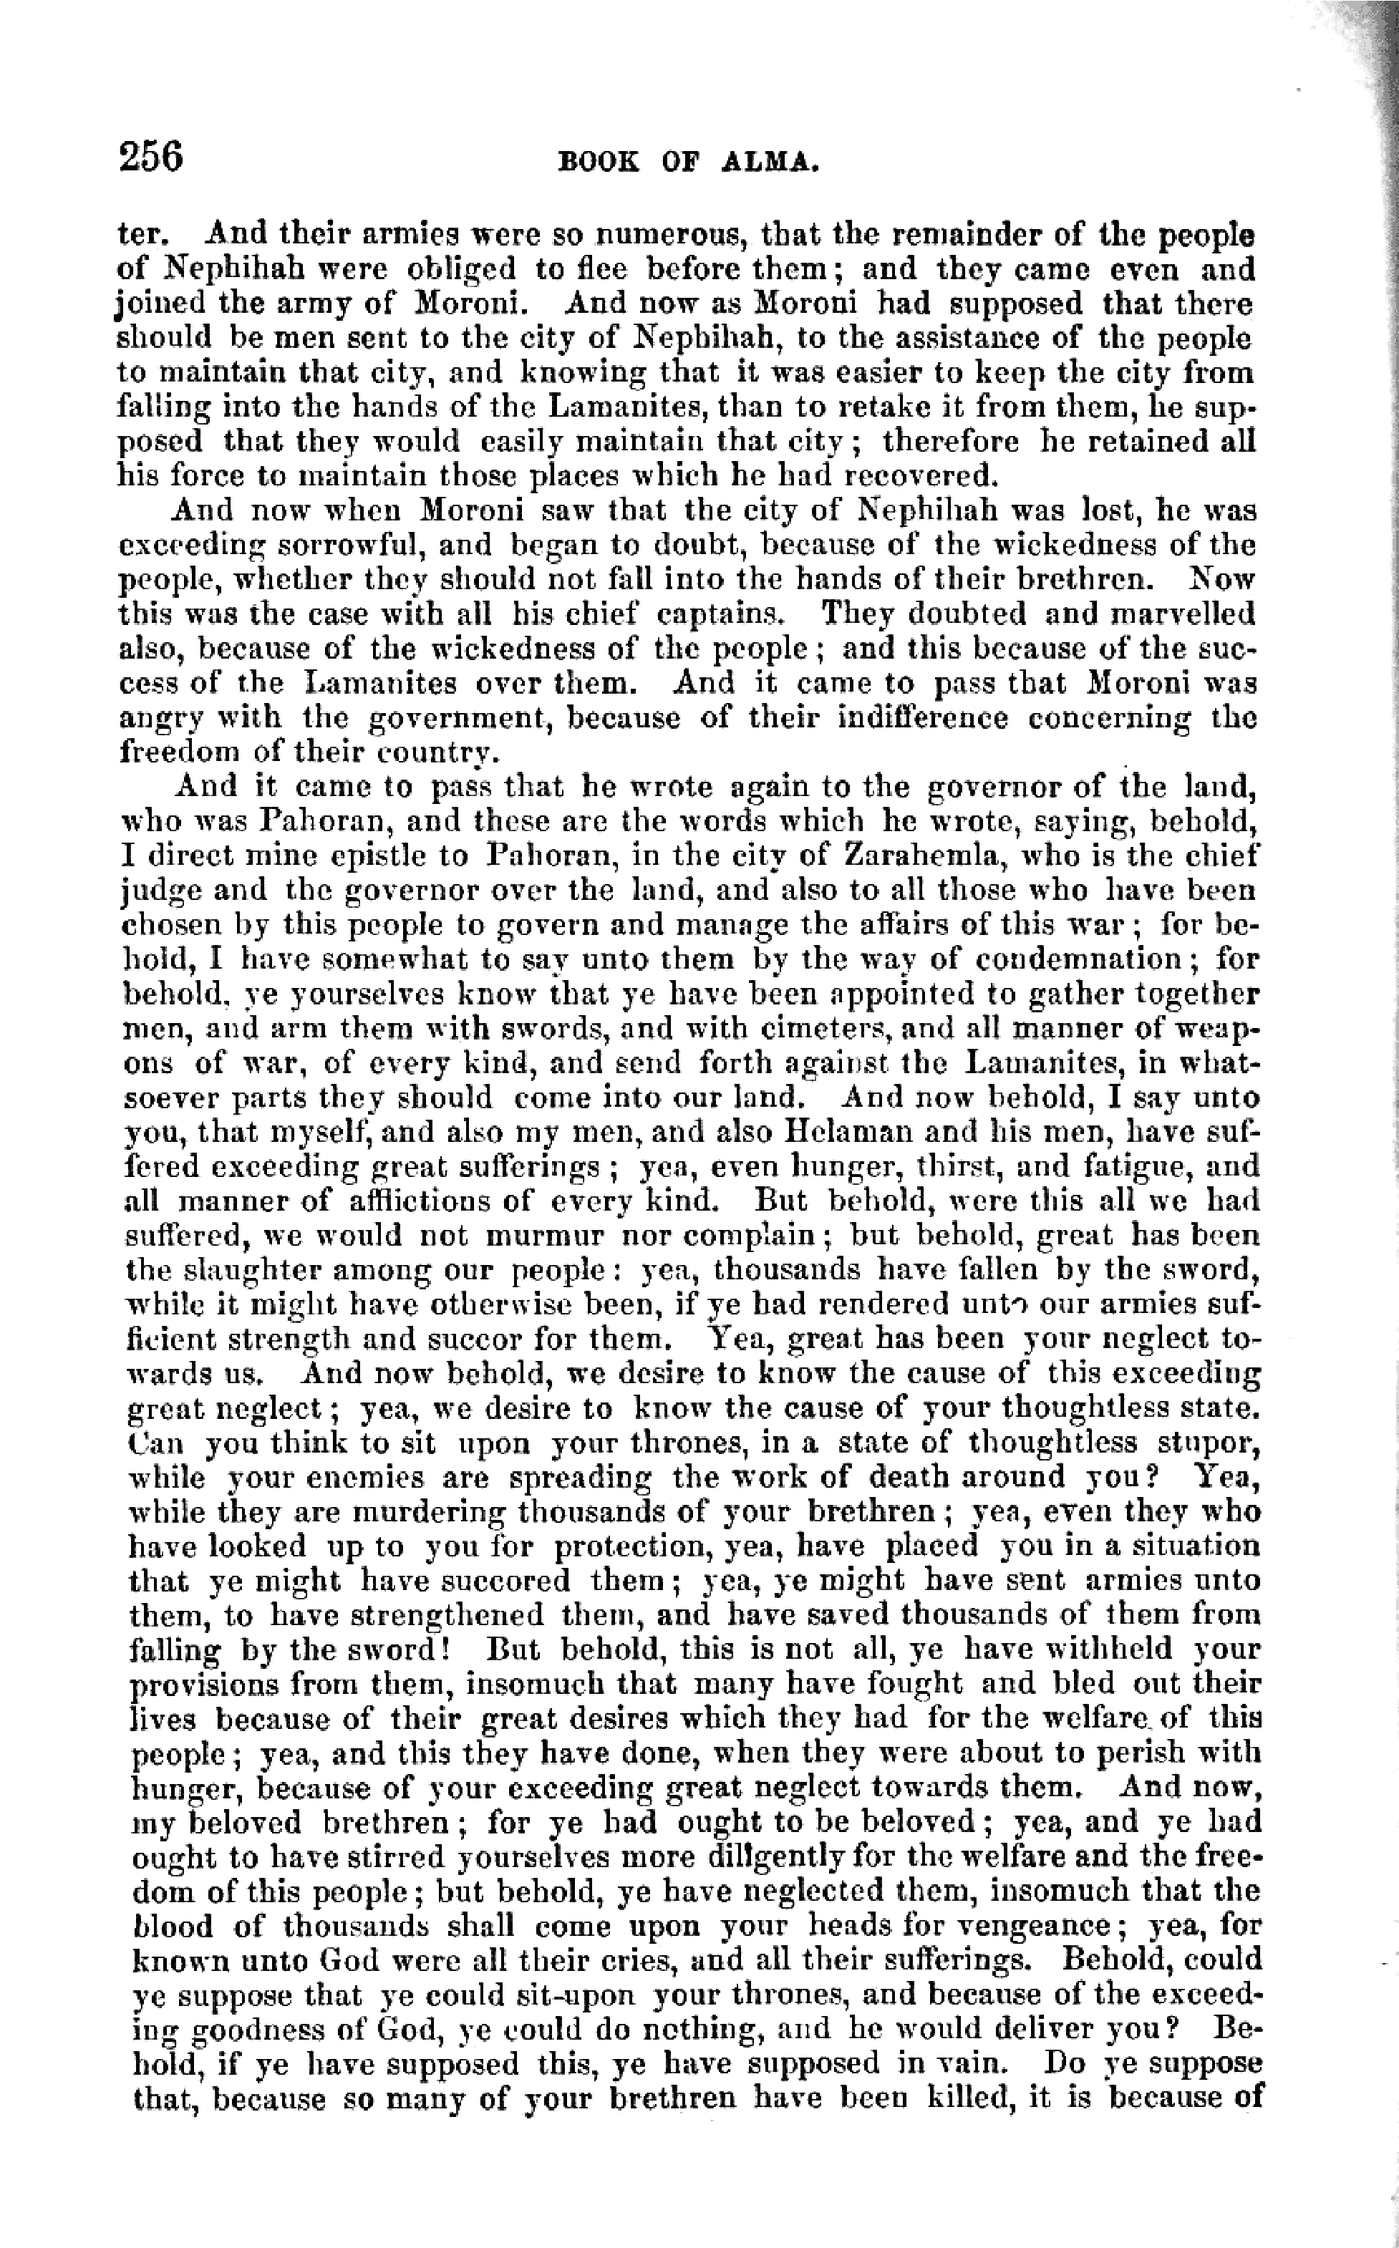 256 BOOK OF ALMA.
ter. And their armies were so numerous, that the remainder of the people
of Nephihah were obliged to flee before them; and they came even and
joined the army of Moroni. And now as Moroni had supposed that there
should be men sent to the city of Nephihah, to the assistance of the people
to maintain that city, and knowing that it was easier to keep the city from
falling into the hands of the Lamanites, than to retake it from them, he sup-
posed that they would easily maintain that city; therefore he retained all
his force to maintain those places which he had recovered.
And now when Moroni saw that the city of Nephihah was lost, he was
exceeding sorrowful, and began to doubt, because of the wickedness of the
people, whether they should not fall into the hands of their brethren. Now
this was the case with all his chief captains. They doubted and marvelled
also, because of the wickedness of the people; and this because of the suc-
cess of the Lamanites over them. And it came to pass that Moroni was
angry with the government, because of their indifference concerning the
freedom of their country.
And it came to pass that he wrote again to the governor of the land,
who was Pahoran, and these are the words which he wrote, saying, behold,
I direct mine epistle to Pahoran, in the city of Zarahemla, who is the chief
judge and the governor over the land, and also to all those who have been
chosen by this people to govern and manage the affairs of this war; for be-
hold, I have somewhat to say unto them by the way of condemnation; for
behold, ye yourselves know that ye have been appointed to gather together
men, and arm them with swords, and with cimeters, and all manner of weap-
ons of war, of every kind, and send forth against the Lamanites, in what-
soever parts they should come into our land. And now behold, I say unto
you, that myself, and also my men, and also Helaman and his men, have suf-
fered exceeding great sufferings; yea, even hunger, thirst, and fatigue, and
all manner of afflictions of every kind. But behold, were this all we had
suffered, we would not murmur nor complain; but behold, great has been
the slaughter among our people: yea, thousands have fallen by the sword,
while it might have otherwise been, if ye had rendered unto our armies suf-
ficient strength and succor for them. Yea, great has been your neglect to-
wards us. And now behold, we desire to know the cause of this exceeding
great neglect; yea, we desire to know the cause of your thoughtless state.
Can you think to sit upon your thrones, in a state of thoughtless stupor,
while your enemies are spreading the work of death around you? Yea,
while they are murdering thousands of your brethren; yea, even they who
have looked up to you for protection, yea, have placed you in a situation
that ye might have succored them; yea, ye might have sent armies unto
them, to have strengthened them, and have saved thousands of them from
falling by the sword! But behold, this is not all, ye have withheld your
provisions from them, insomuch that many have fought and bled out their
lives because of their great desires which they had for the welfare of this
people; yea, and this they have done, when they were about to perish with
hunger, because of your exceeding great neglect towards them. And now,
my beloved brethren; for ye had ought to be beloved; yea, and ye had
ought to have stirred yourselves more diligently for the welfare and the free-
dom of this people; but behold, ye have neglected them, insomuch that the
blood of thousands shall come upon your heads for vengeance; yea, for
known unto God were all their cries, and all their sufferings. Behold, could
ye suppose that ye could sit-upon your thrones, and because of the exceed-
ing goodness of God, ye could do nothing, and he would deliver you? Be-
hold, if ye have supposed this, ye have supposed in vain. Do ye suppose
that, because so many of your brethren have been killed, it is because of